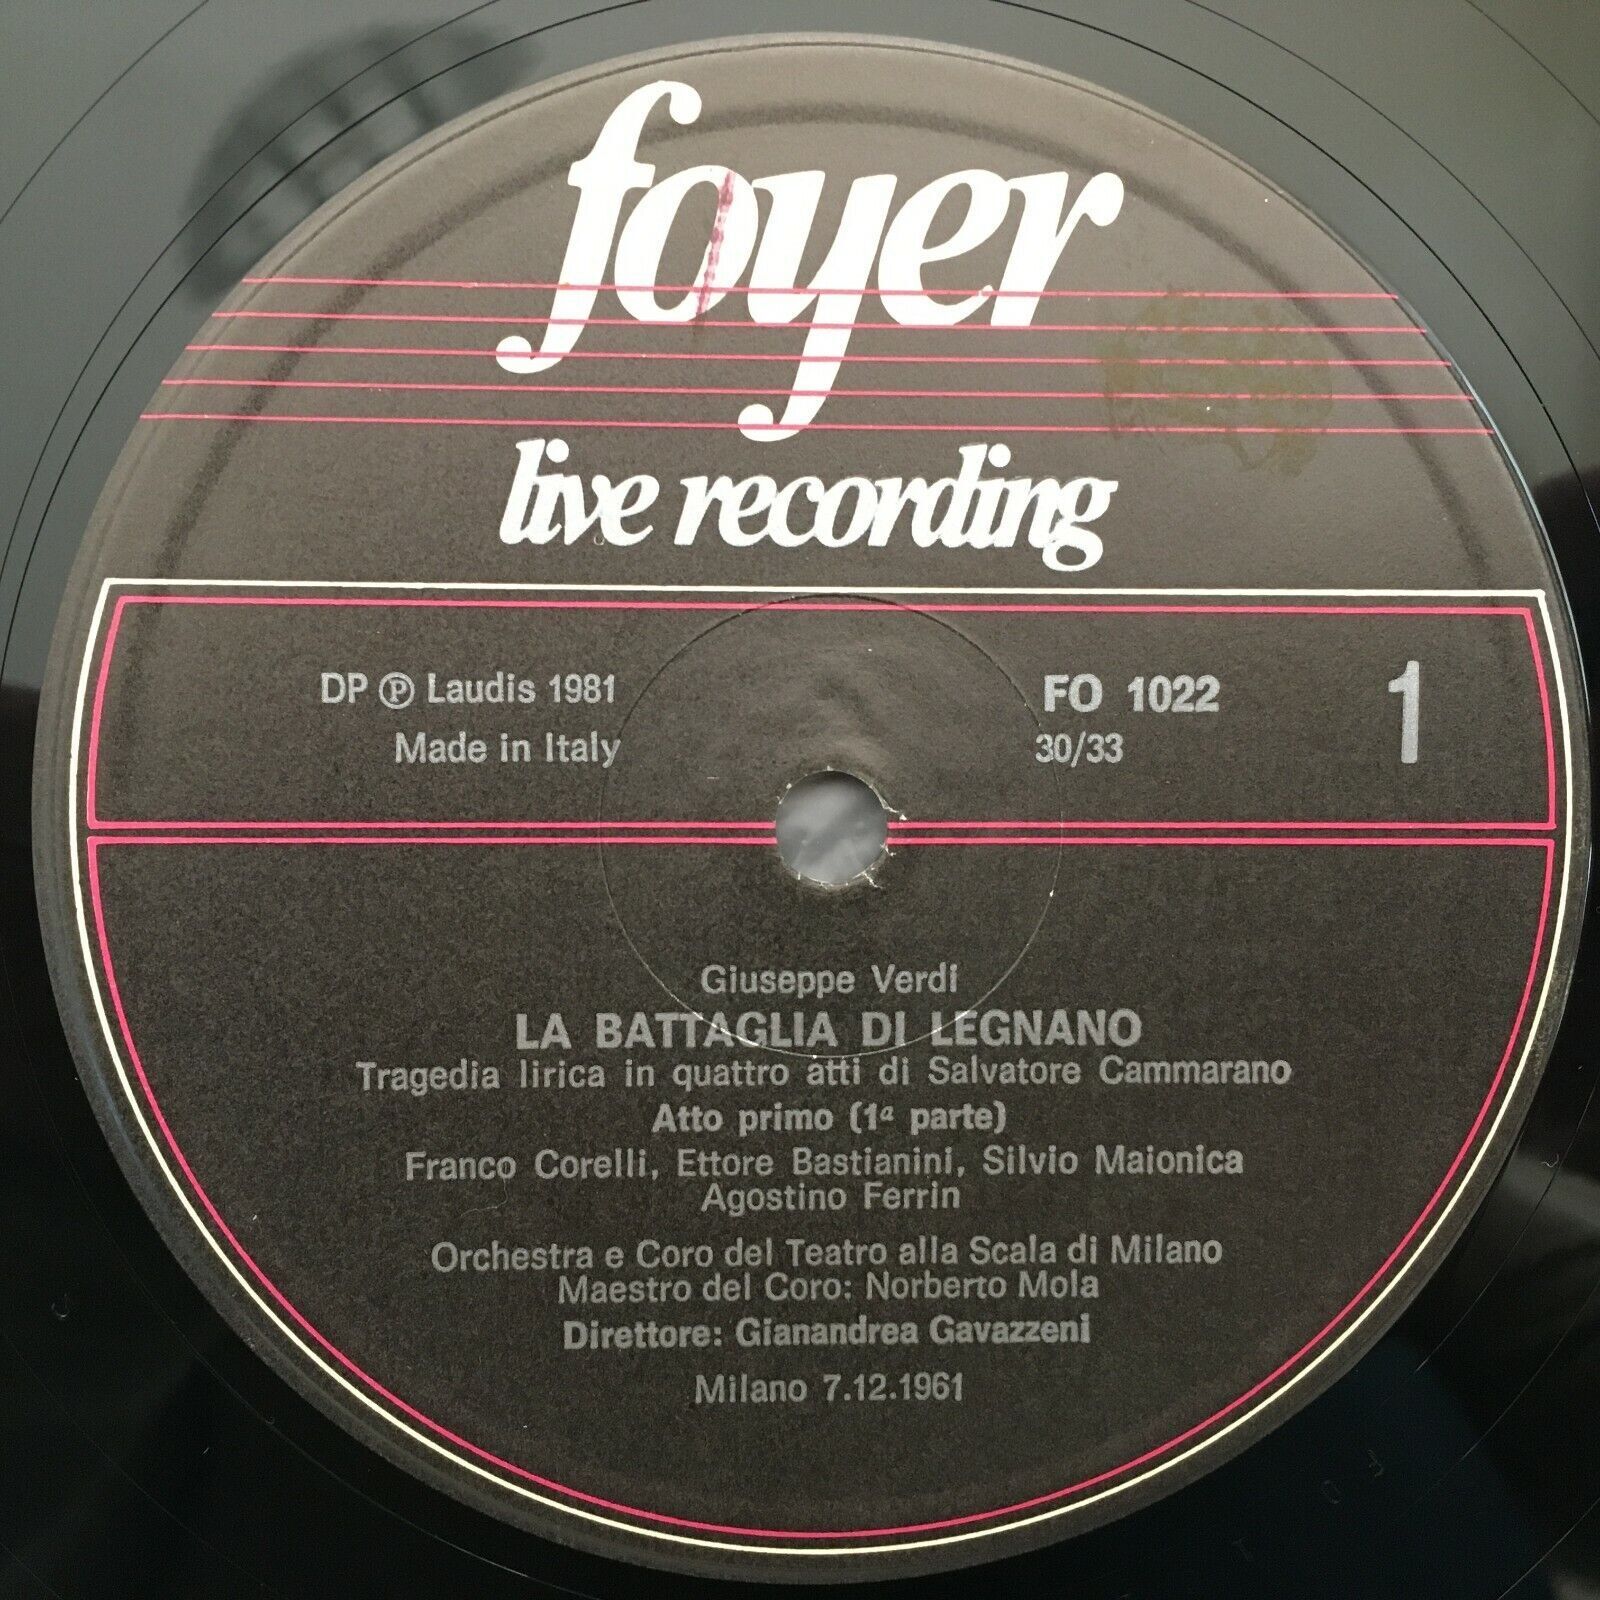 foyer
live recording
DP Ⓟ Laudis 1981
Made in Italy
FO 1022
30/33
1
Giuseppe Verdi
LA BATTAGLIA DI LEGNANO
Tragedia lirica in quattro atti di Salvatore Cammarano
Atto primo (1ª parte)
Franco Corelli, Ettore Bastianini, Silvio Maionica
Agostino Ferrin
Orchestra e Coro del Teatro alla Scala di Milano
Maestro del Coro: Norberto Mola
Direttore: Gianandrea Gavazzeni
Milano 7.12.1961